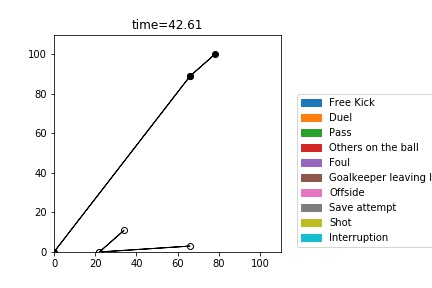 time=42.61
100
80
60
40
20
0
0 20 40 60 80 100
Free Kick
Duel
Pass
Others on the ball
Foul
Goalkeeper leaving
Offside
Save attempt
Shot
Interruption